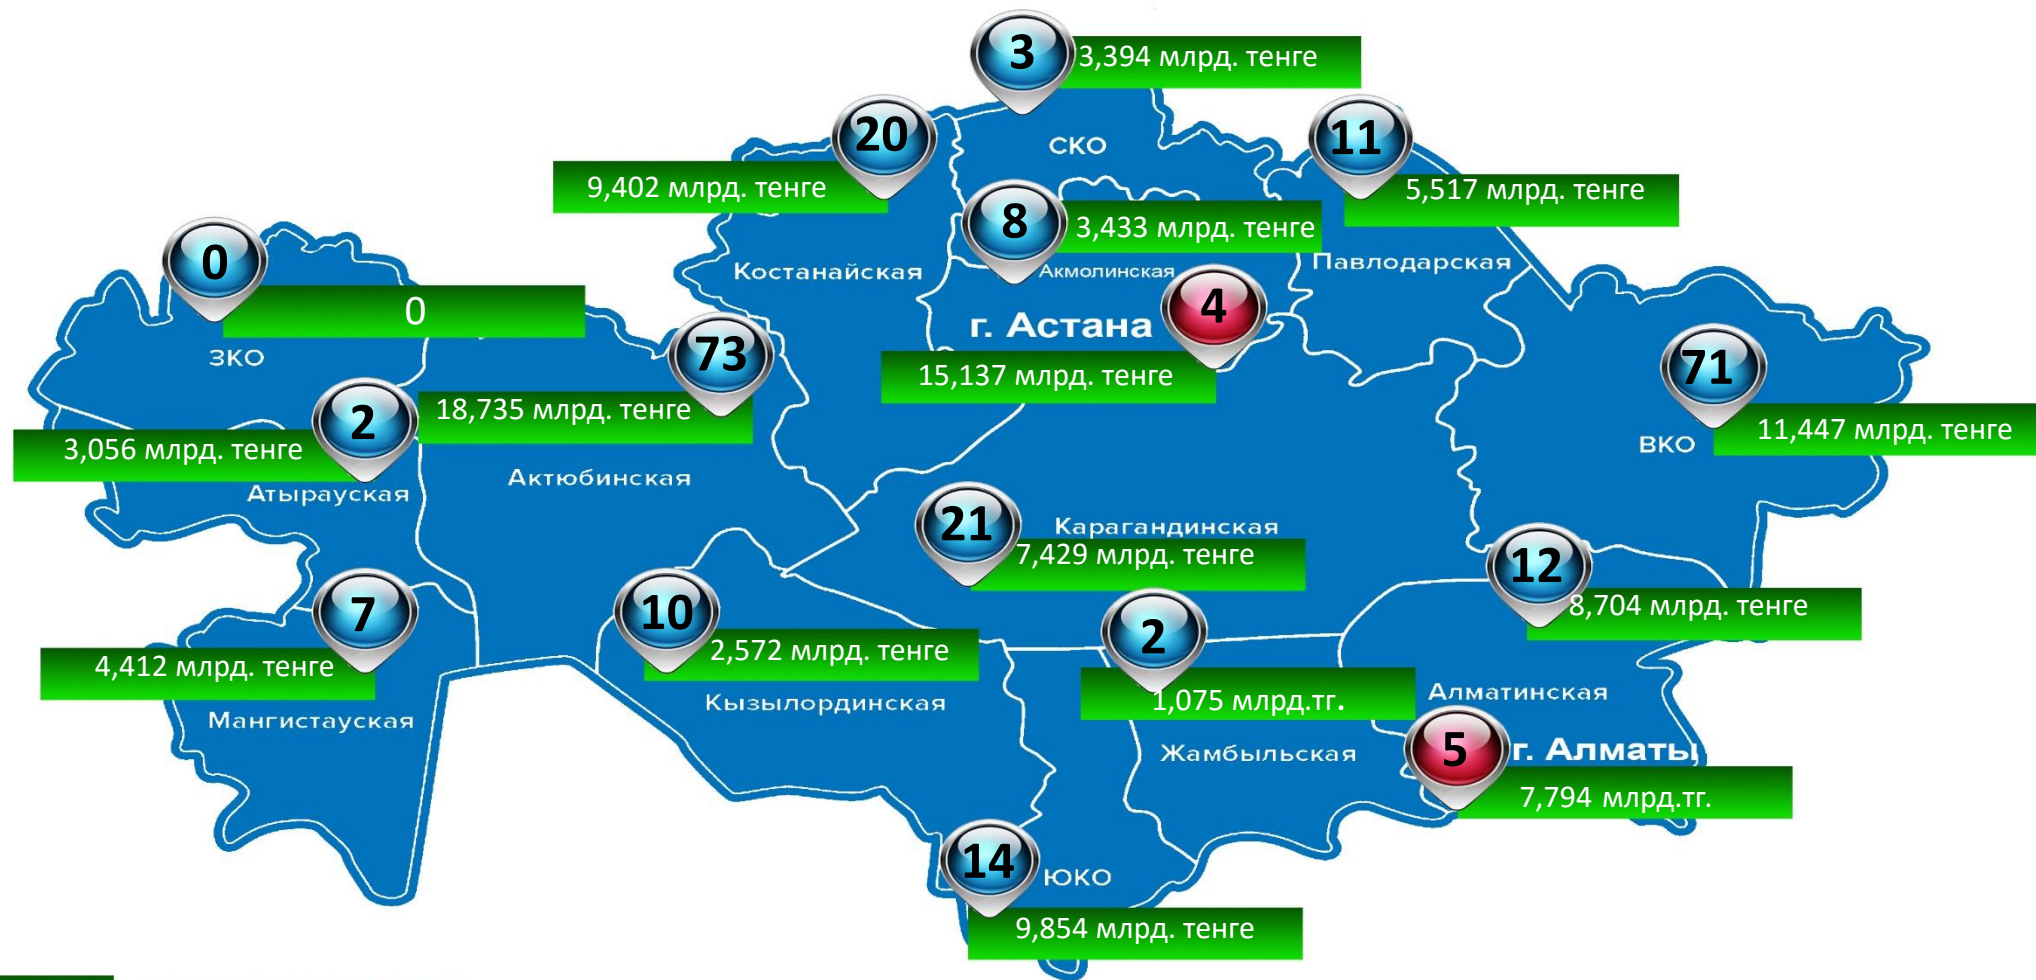 3
3,394 млрд. тенге
20
11
СКО
9,402 млрд. тенге
5,517 млрд. тенге
8
3,433 млрд. тенге
0
Костанайская
Акмолинская
Павлодарская
0
4
г. Астана
ЗКО
73
71
15,137 млрд. тенге
2
18,735 млрд. тенге
3,056 млрд. тенге
11,447 млрд. тенге
ВКО
Актюбинская
Атырауская
21
Карагандинская
7,429 млрд. тенге
12
8,704 млрд. тенге
7
10
2
4,412 млрд. тенге
2,572 млрд. тенге
1,075 млрд.тг.
Алматинская
Мангистауская
Кызылординская
Жамбыльская
5
г. Алматы
7,794 млрд.тг.
14
ЮКО
9,854 млрд. тенге